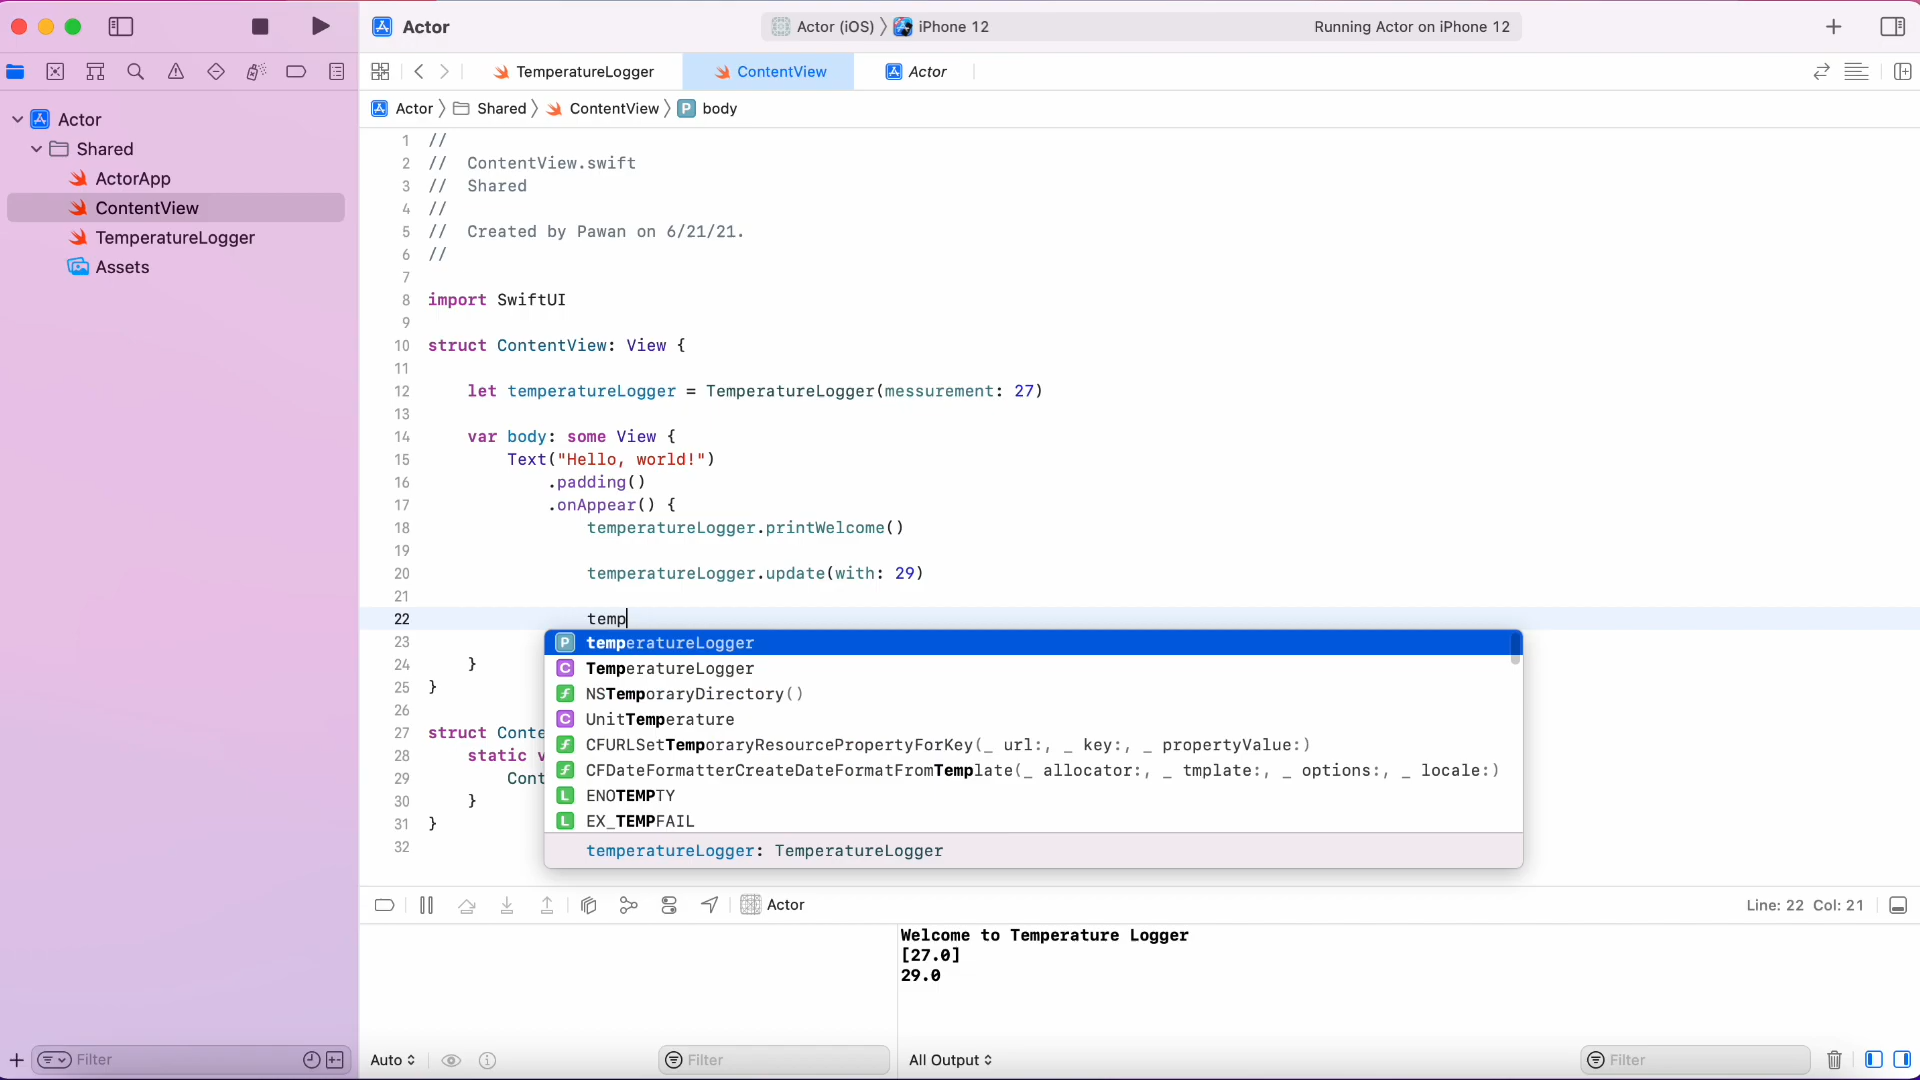 Actor
Actor (iOS) 〉 iPhone 12
Running Actor on iPhone 12
TemperatureLogger
ContentView
Actor
Actor 〉 Shared 〉 ContentView 〉 P body
Actor
Shared
ActorApp
ContentView
TemperatureLogger
Assets
1 //
2 //  ContentView.swift
3 //  Shared
4 //
5 //  Created by Pawan on 6/21/21.
6 //
7
8 import SwiftUI
9
10 struct ContentView: View {
11
12     let temperatureLogger = TemperatureLogger(messurement: 27)
13
14     var body: some View {
15         Text("Hello, world!")
16             .padding()
17             .onAppear() {
18                 temperatureLogger.printWelcome()
19
20                 temperatureLogger.update(with: 29)
21
22                 temp
23
24     }
25 }
26
27 struct Conte
28     static v
29         Cont
30     }
31 }
32
P temperatureLogger
C TemperatureLogger
f NSTemporaryDirectory()
C UnitTemperature
f CFURLSetTemporaryResourcePropertyForKey(_ url:, _ key:, _ propertyValue:)
f CFDateFormatterCreateDateFormatFromTemplate(_ allocator:, _ tmplate:, _ options:, _ locale:)
L ENOTEMPTY
L EX_TEMPFAIL
temperatureLogger: TemperatureLogger
Actor
Line: 22 Col: 21
Welcome to Temperature Logger
[27.0]
29.0
Filter
Auto
Filter
All Output
Filter